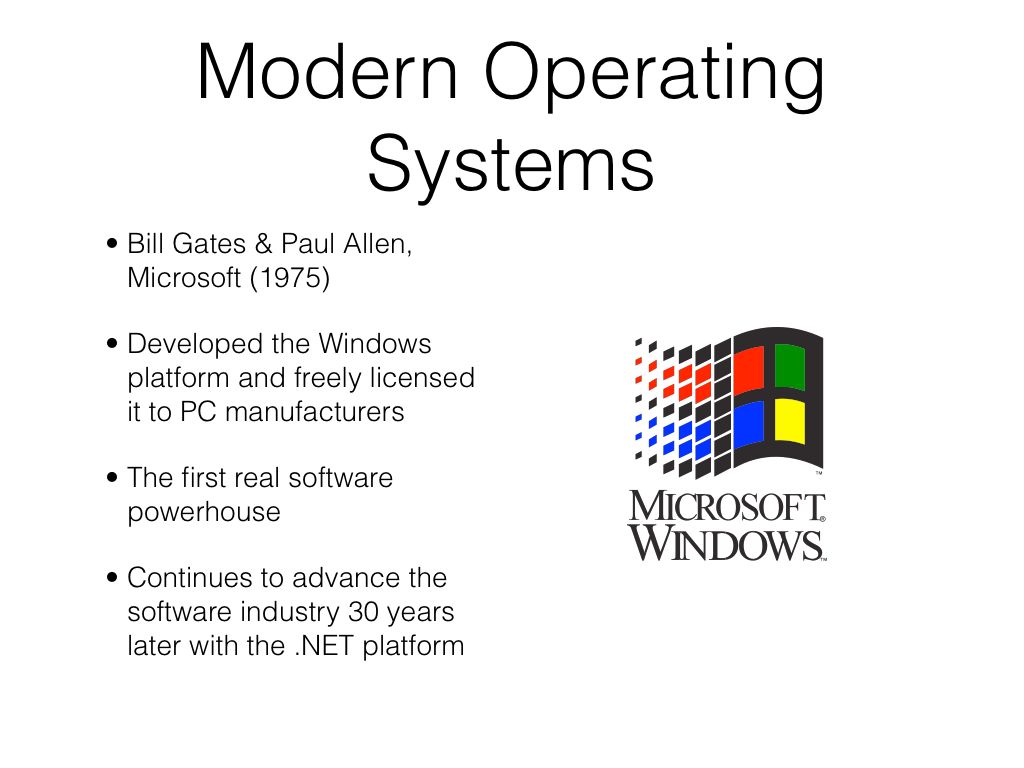 Modern Operating
Systems
• Bill Gates & Paul Allen,
Microsoft (1975)
• Developed the Windows
platform and freely licensed
it to PC manufacturers
• The first real software
powerhouse
• Continues to advance the
software industry 30 years
later with the .NET platform
™
MICROSOFT®
WINDOWS™